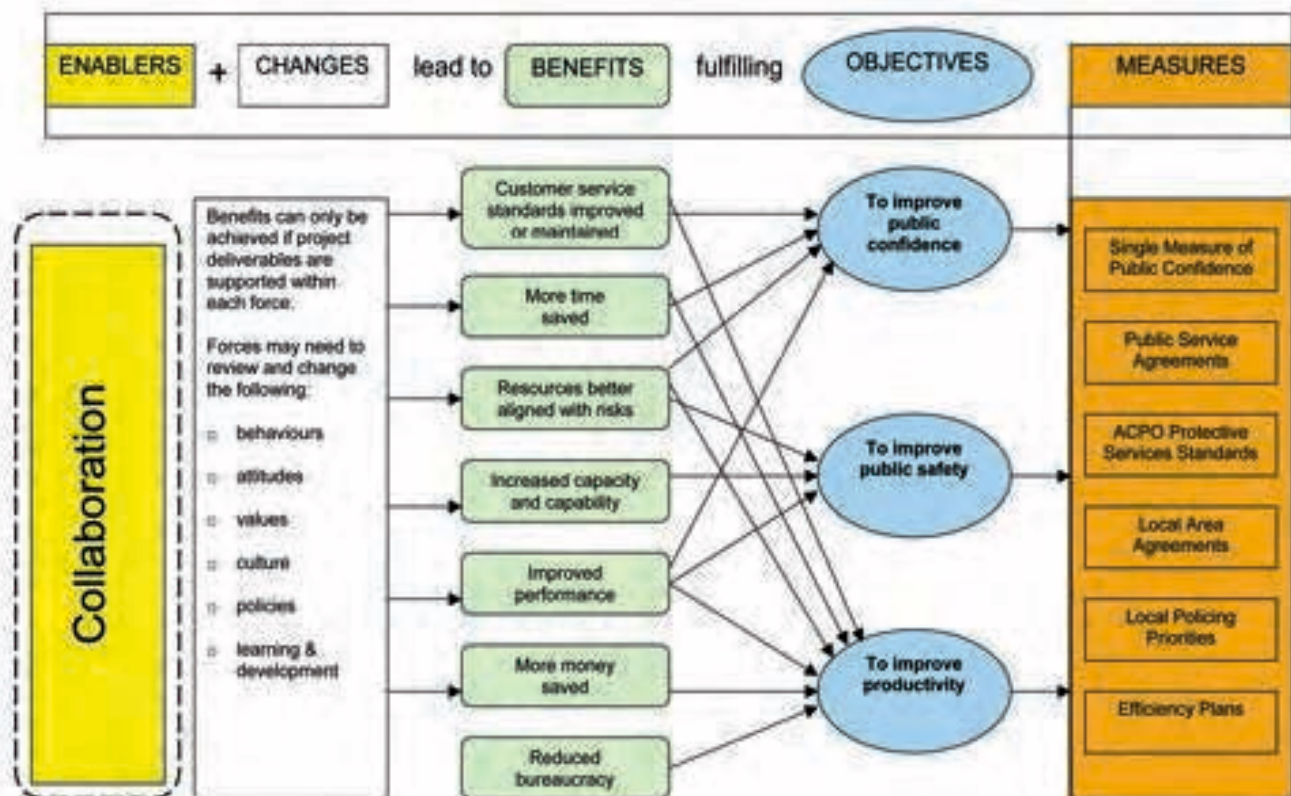 ENABLERS + CHANGES lead to BENEFITS fulfilling OBJECTIVES MEASURES
Collaboration
Benefits can only be
achieved if project
deliverables are
supported within
each force.
Forces may need to
review and change
the following:
behaviours
attitudes
values
culture
policies
learning &
development
Customer service
standards improved
or maintained
More time
saved
Resources better
aligned with risks
Increased capacity
and capability
Improved
performance
More money
saved
Reduced
bureaucracy
To improve
public
confidence
To improve
public safety
To improve
productivity
Single Measure of
Public Confidence
Public Service
Agreements
ACPO Protective
Services Standards
Local Area
Agreements
Local Policing
Priorities
Efficiency Plans